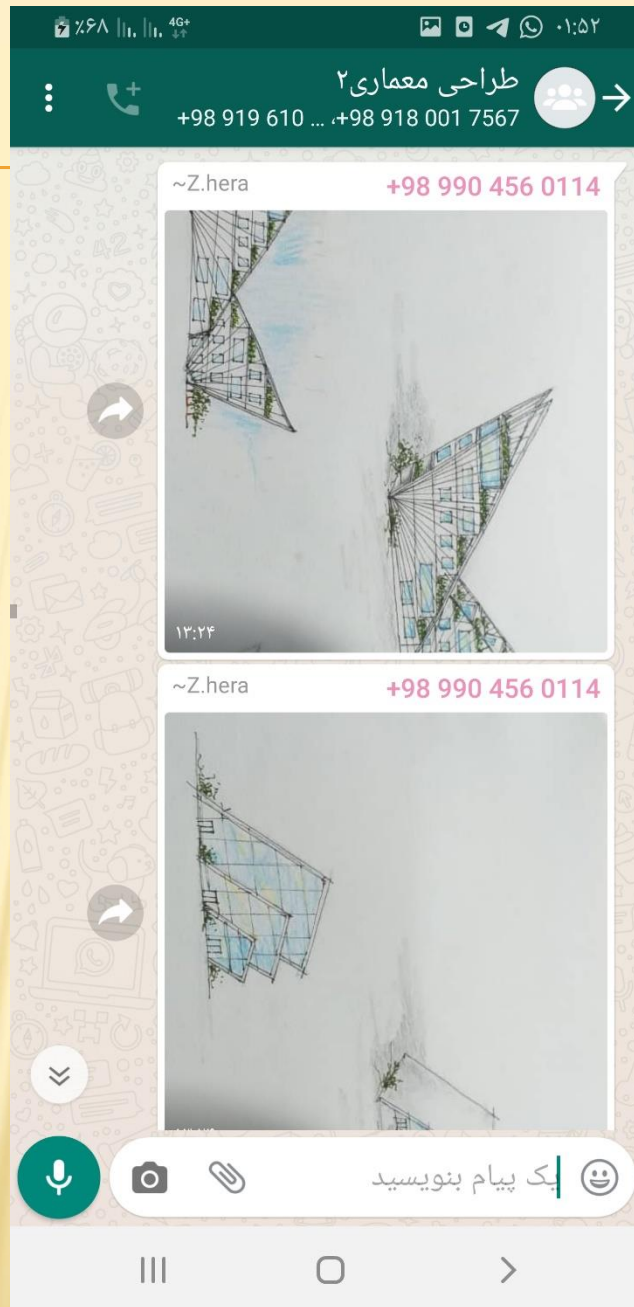 ٪۶۸ 4G+ ۰۱:۵۲
طراحی معماری۲
+98 919 610 ... ،+98 918 001 7567
~Z.hera +98 990 456 0114
۱۳:۲۴
~Z.hera +98 990 456 0114
یک پیام بنویسید